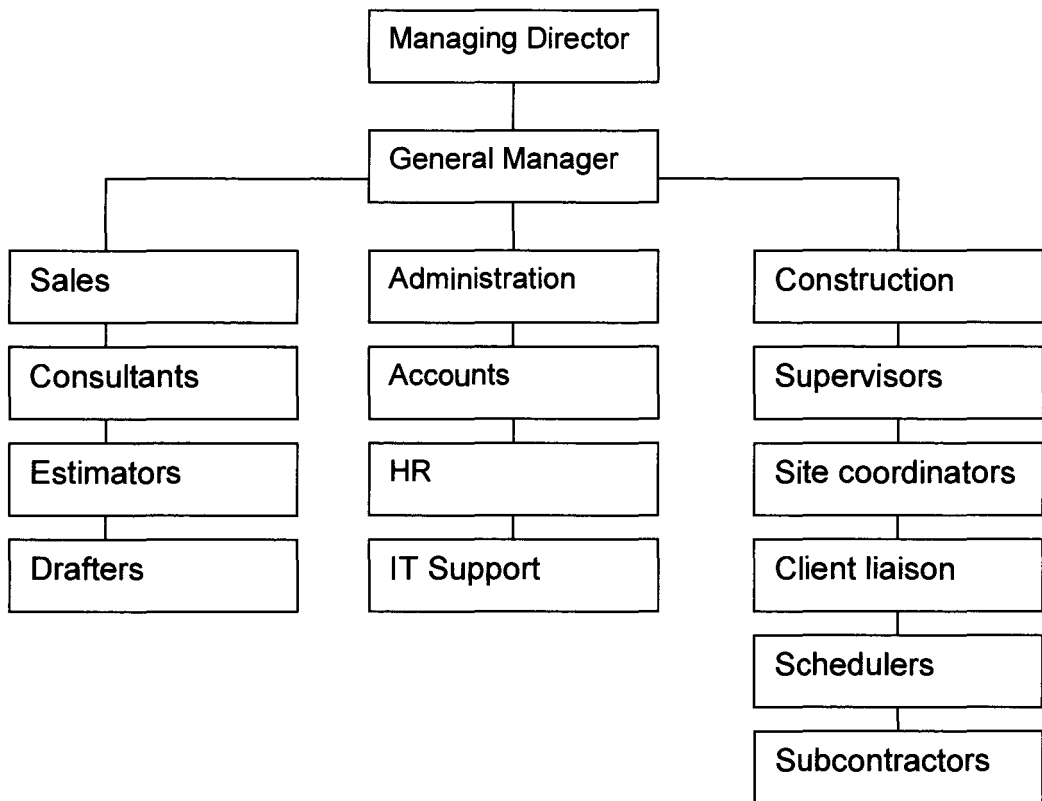 Managing Director
General Manager
Sales
Administration
Construction
Consultants
Accounts
Supervisors
Estimators
HR
Site coordinators
Drafters
IT Support
Client liaison
Schedulers
Subcontractors